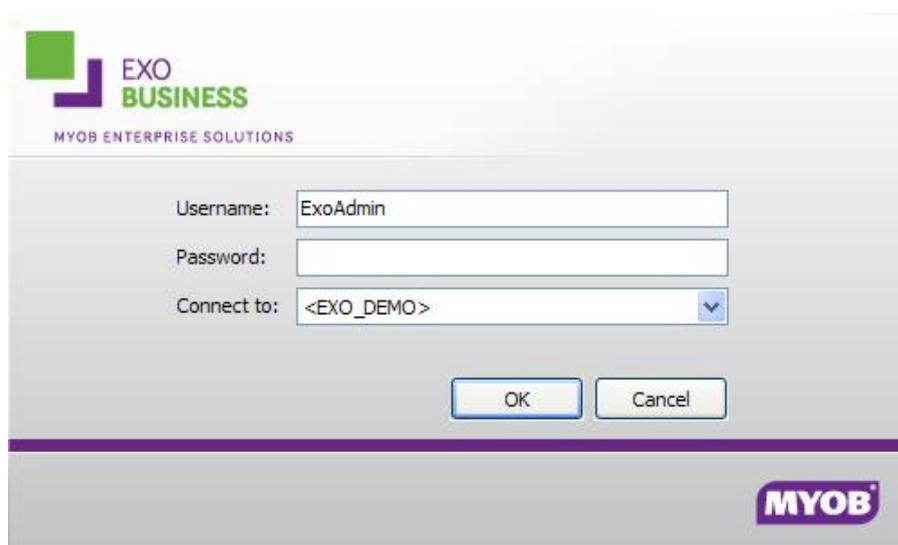 EXO
BUSINESS
MYOB ENTERPRISE SOLUTIONS
Username: ExoAdmin
Password:
Connect to: <EXO_DEMO>
OK Cancel
MYOB